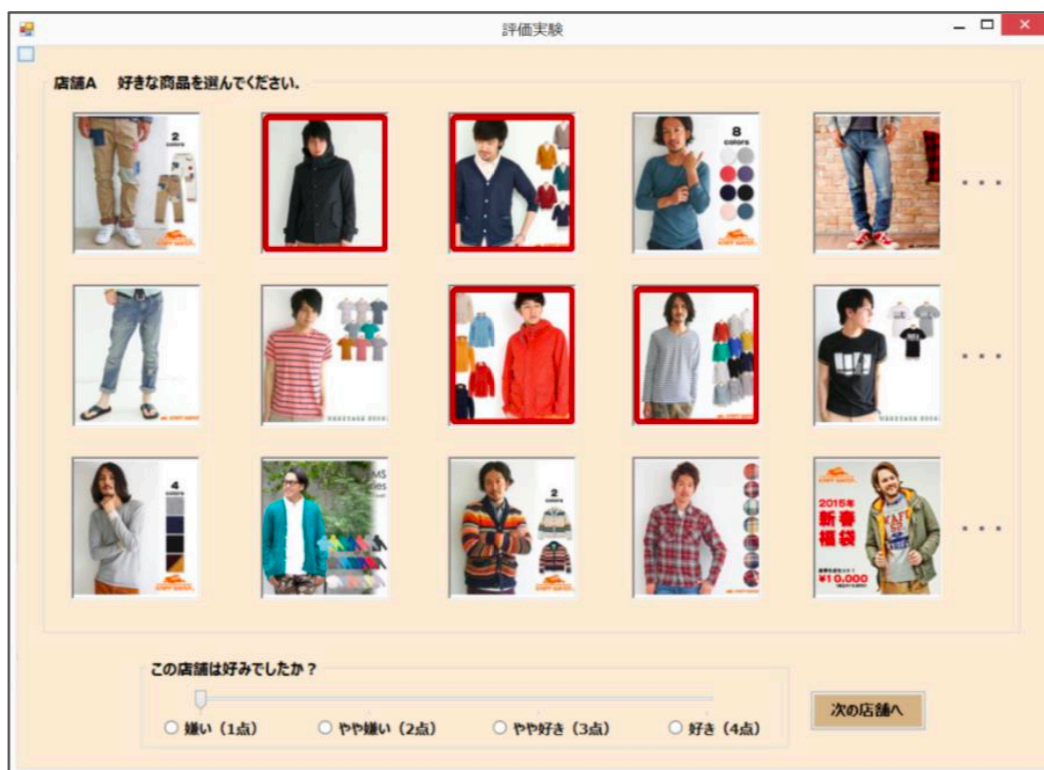 評価実験
店舗A 好きな商品を選んでください.
2
colors
8
colors
. . .
. . .
4
colors
2
colors
2015年
新春
福袋
¥10,000
. . .
この店舗は好みでしたか？
嫌い（1点） やや嫌い（2点） やや好き（3点） 好き（4点）
次の店舗へ